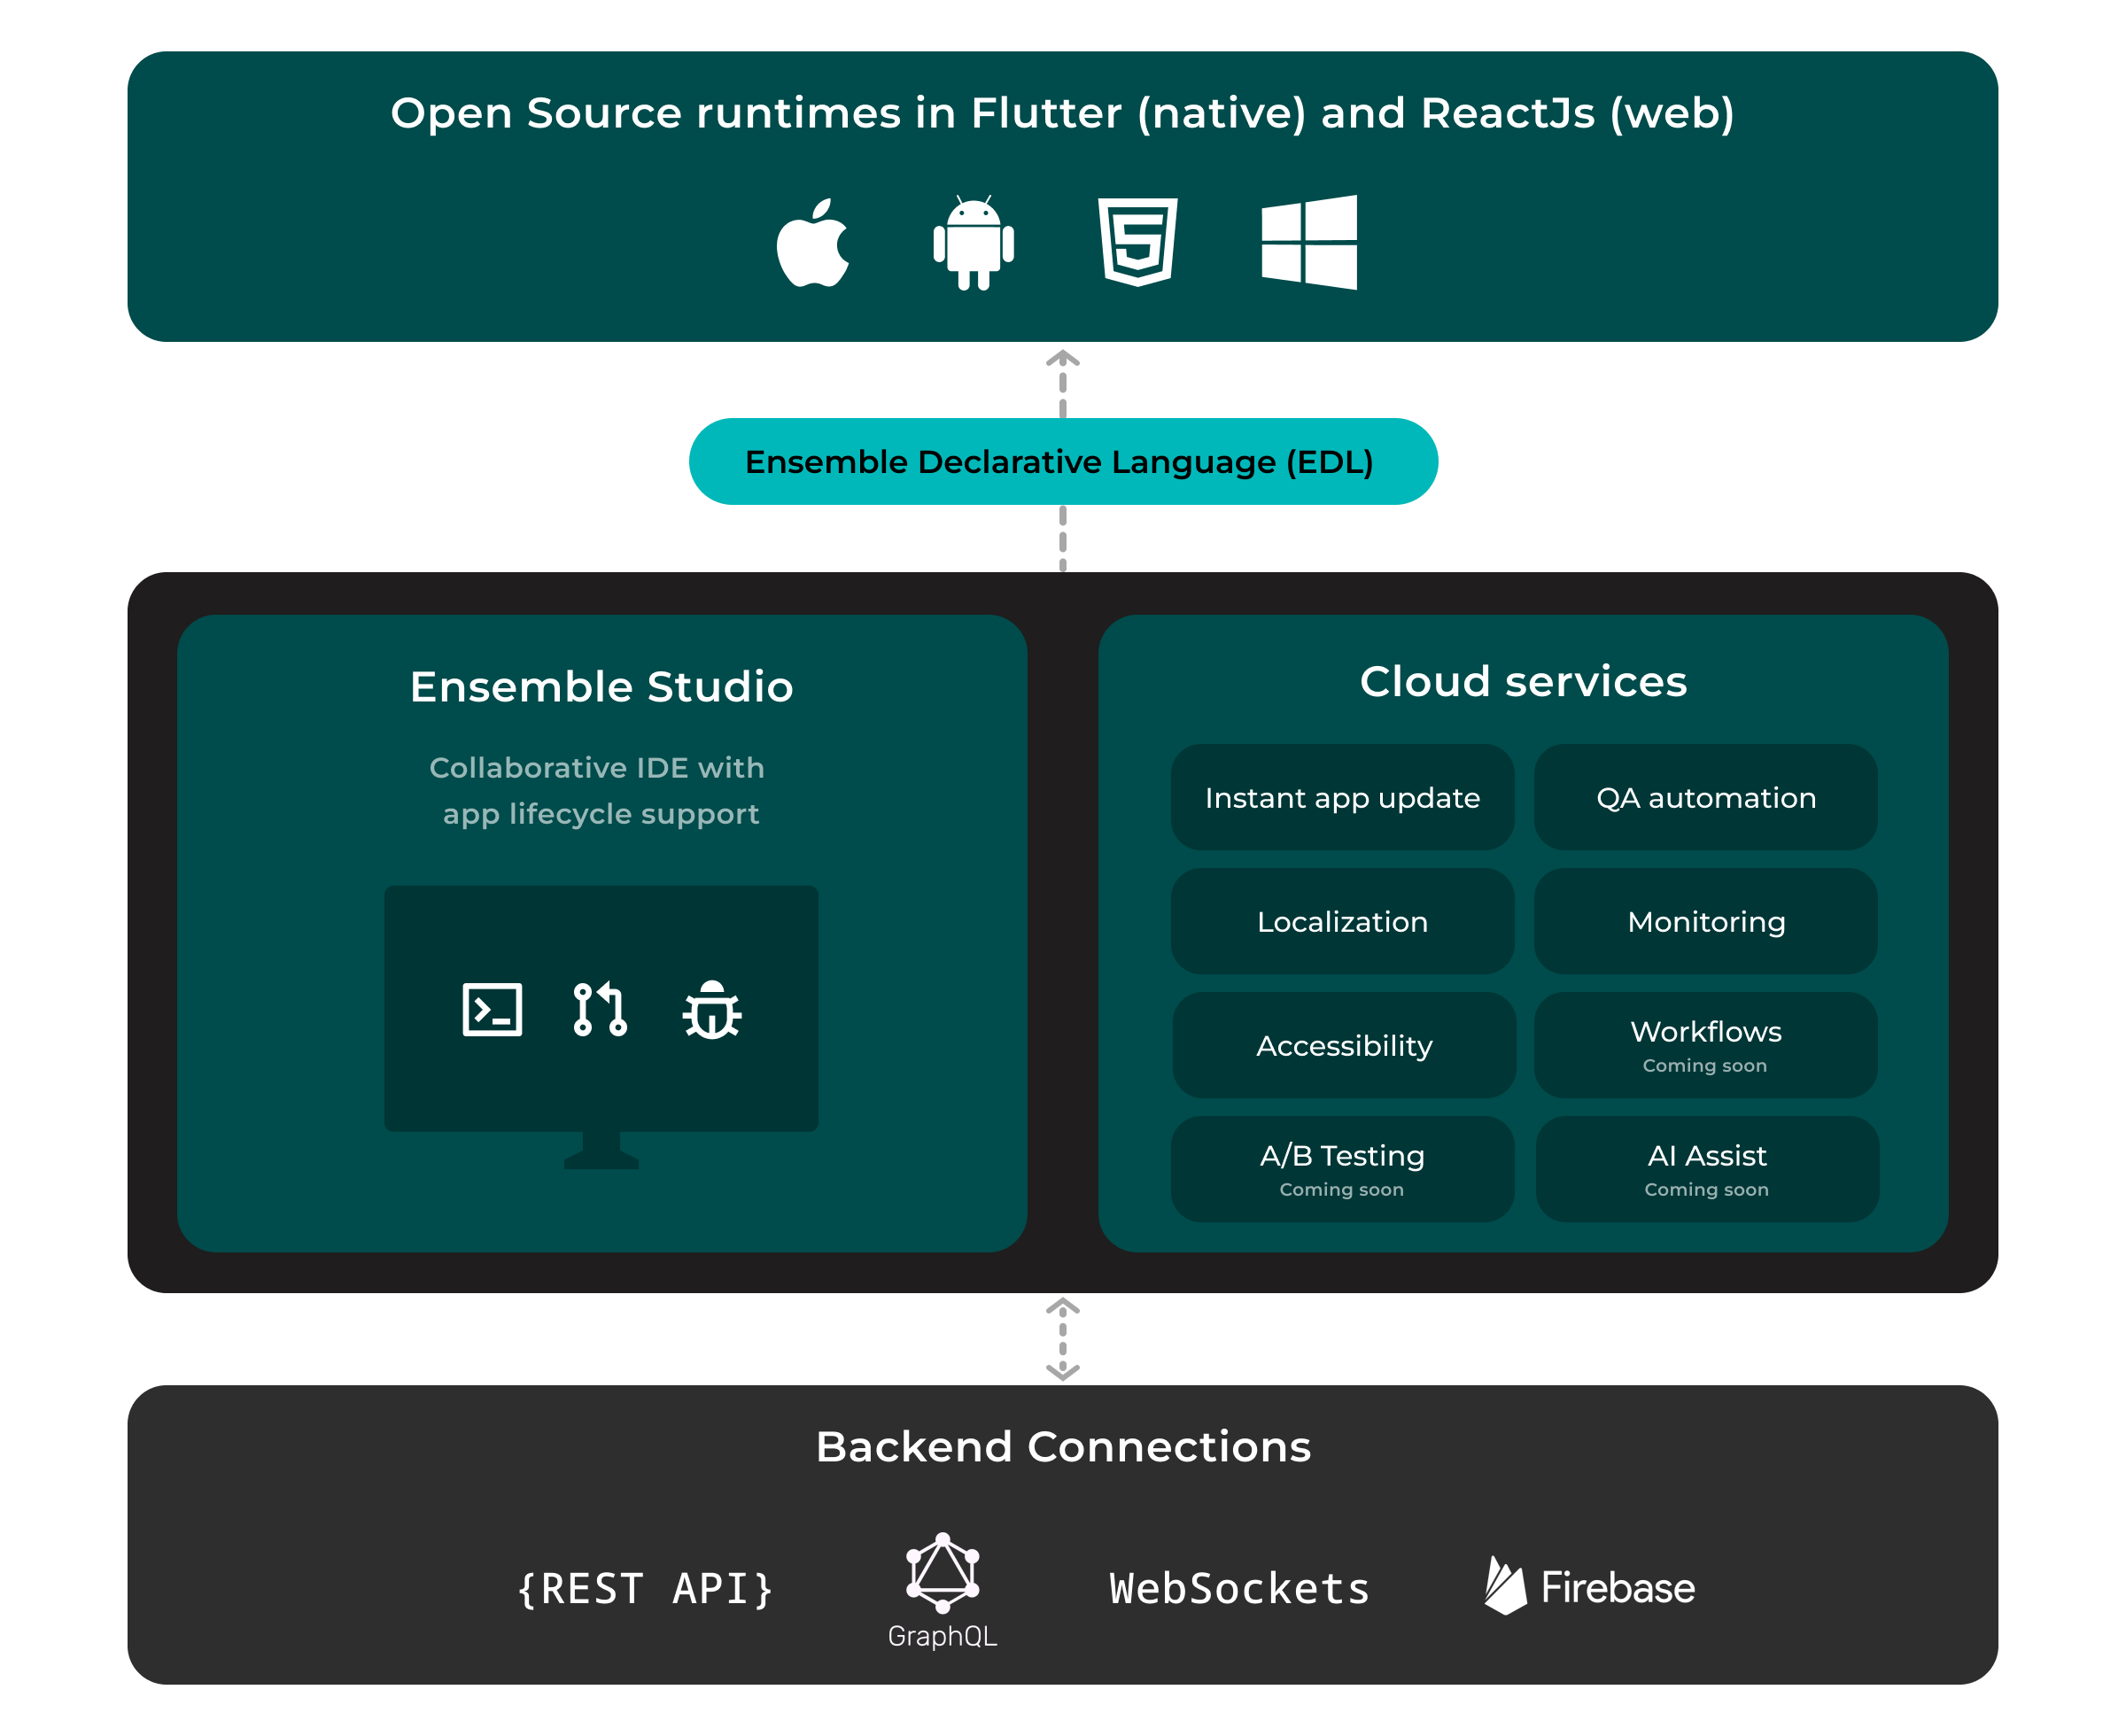 Open Source runtimes in Flutter (native) and ReactJs (web)
Ensemble Declarative Language (EDL)
Ensemble Studio
Collaborative IDE with
app lifecycle support
Cloud services
Instant app update
QA automation
Localization
Monitoring
Accessibility
Workflows
Coming soon
A/B Testing
Coming soon
AI Assist
Coming soon
Backend Connections
{REST API}
GraphQL
WebSockets
Firebase